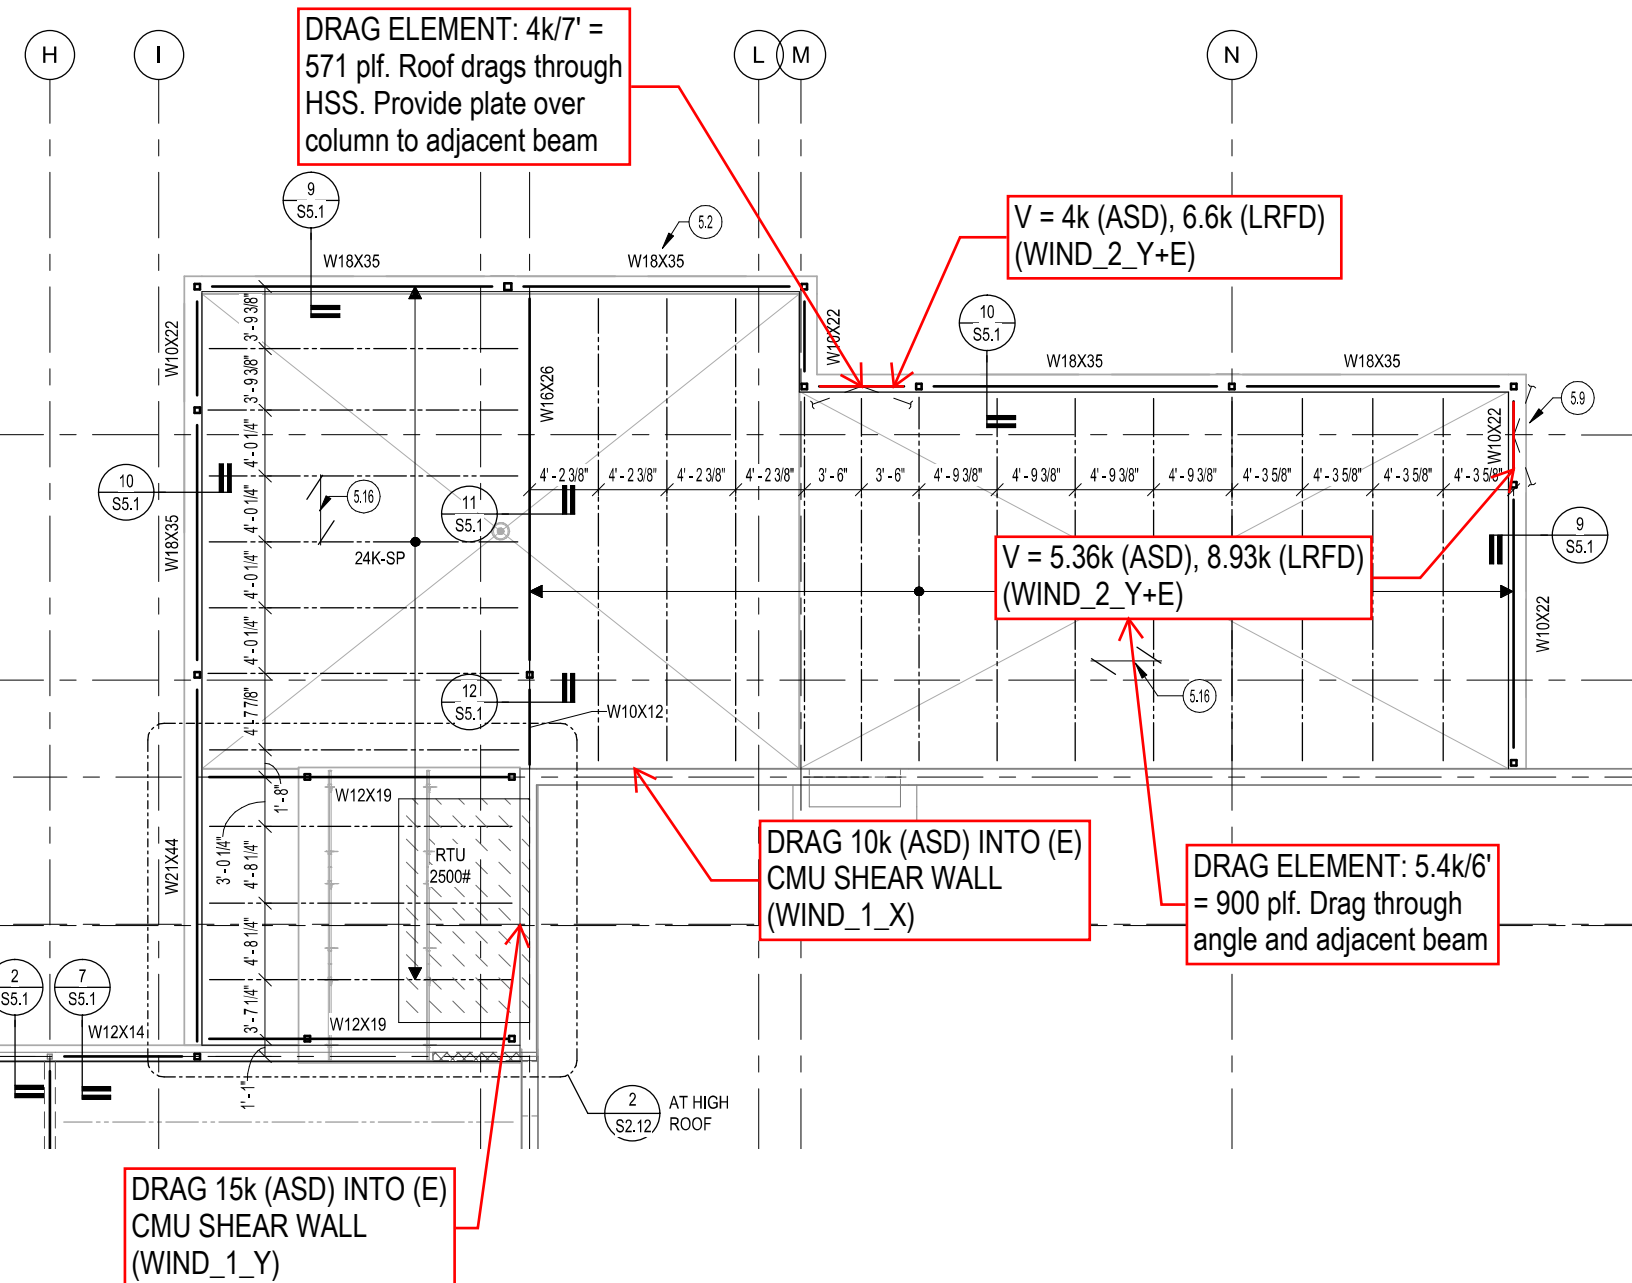 DRAG ELEMENT: 4k/7' =
571 plf. Roof drags through
HSS. Provide plate over
column to adjacent beam
H
I
L
M
N
9
S5.1
5.2
V = 4k (ASD), 6.6k (LRFD)
(WIND_2_Y+E)
W18X35
W18X35
10
S5.1
W10X22
W10X22
W18X35
W18X35
3' - 9 3/8"
3' - 9 3/8"
4' - 0 1/4"
4' - 0 1/4"
4' - 0 1/4"
4' - 0 1/4"
4' - 7 7/8"
W16X26
5.9
W10X22
4' - 2 3/8"
4' - 2 3/8"
4' - 2 3/8"
4' - 2 3/8"
3' - 6"
3' - 6"
4' - 9 3/8"
4' - 9 3/8"
4' - 9 3/8"
4' - 9 3/8"
4' - 3 5/8"
4' - 3 5/8"
4' - 3 5/8"
4' - 3 5/8"
10
S5.1
5.16
11
S5.1
W18X35
24K-SP
V = 5.36k (ASD), 8.93k (LRFD)
(WIND_2_Y+E)
9
S5.1
W10X22
12
S5.1
5.16
W10X12
W12X19
1' - 8"
W21X44
3' - 0 1/4"
4' - 8 1/4"
4' - 8 1/4"
3' - 7 1/4"
RTU
2500#
DRAG 10k (ASD) INTO (E)
CMU SHEAR WALL
(WIND_1_X)
DRAG ELEMENT: 5.4k/6'
= 900 plf. Drag through
angle and adjacent beam
2
S5.1
7
S5.1
W12X14
W12X19
1' - 1"
2
S2.12
AT HIGH
ROOF
DRAG 15k (ASD) INTO (E)
CMU SHEAR WALL
(WIND_1_Y)